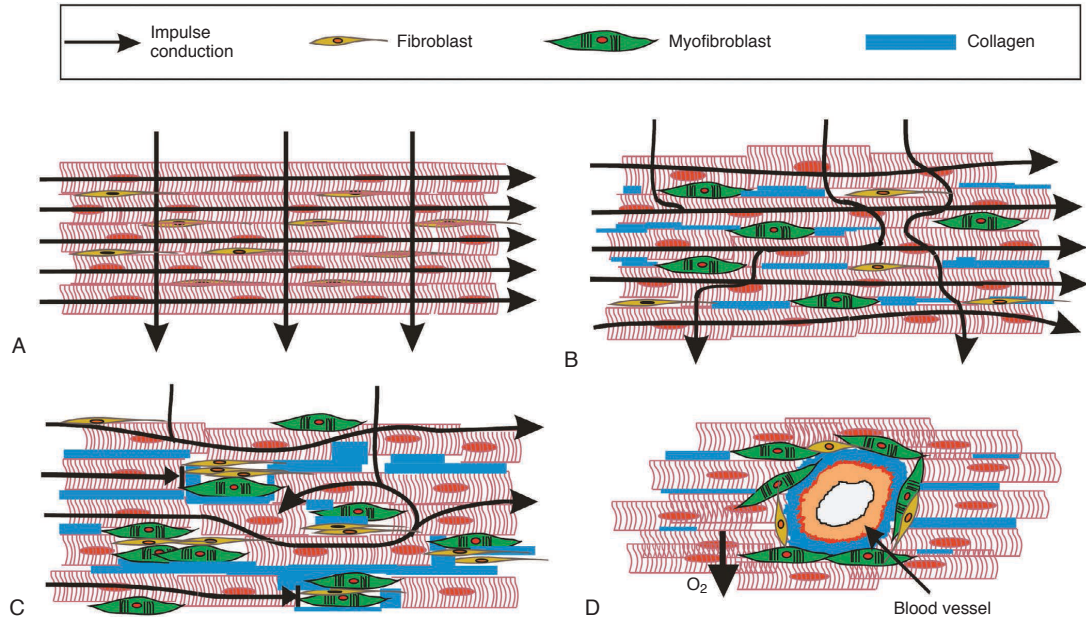 Impulse
conduction
Fibroblast
Myofibroblast
Collagen
A
B
C
D
O2
Blood vessel